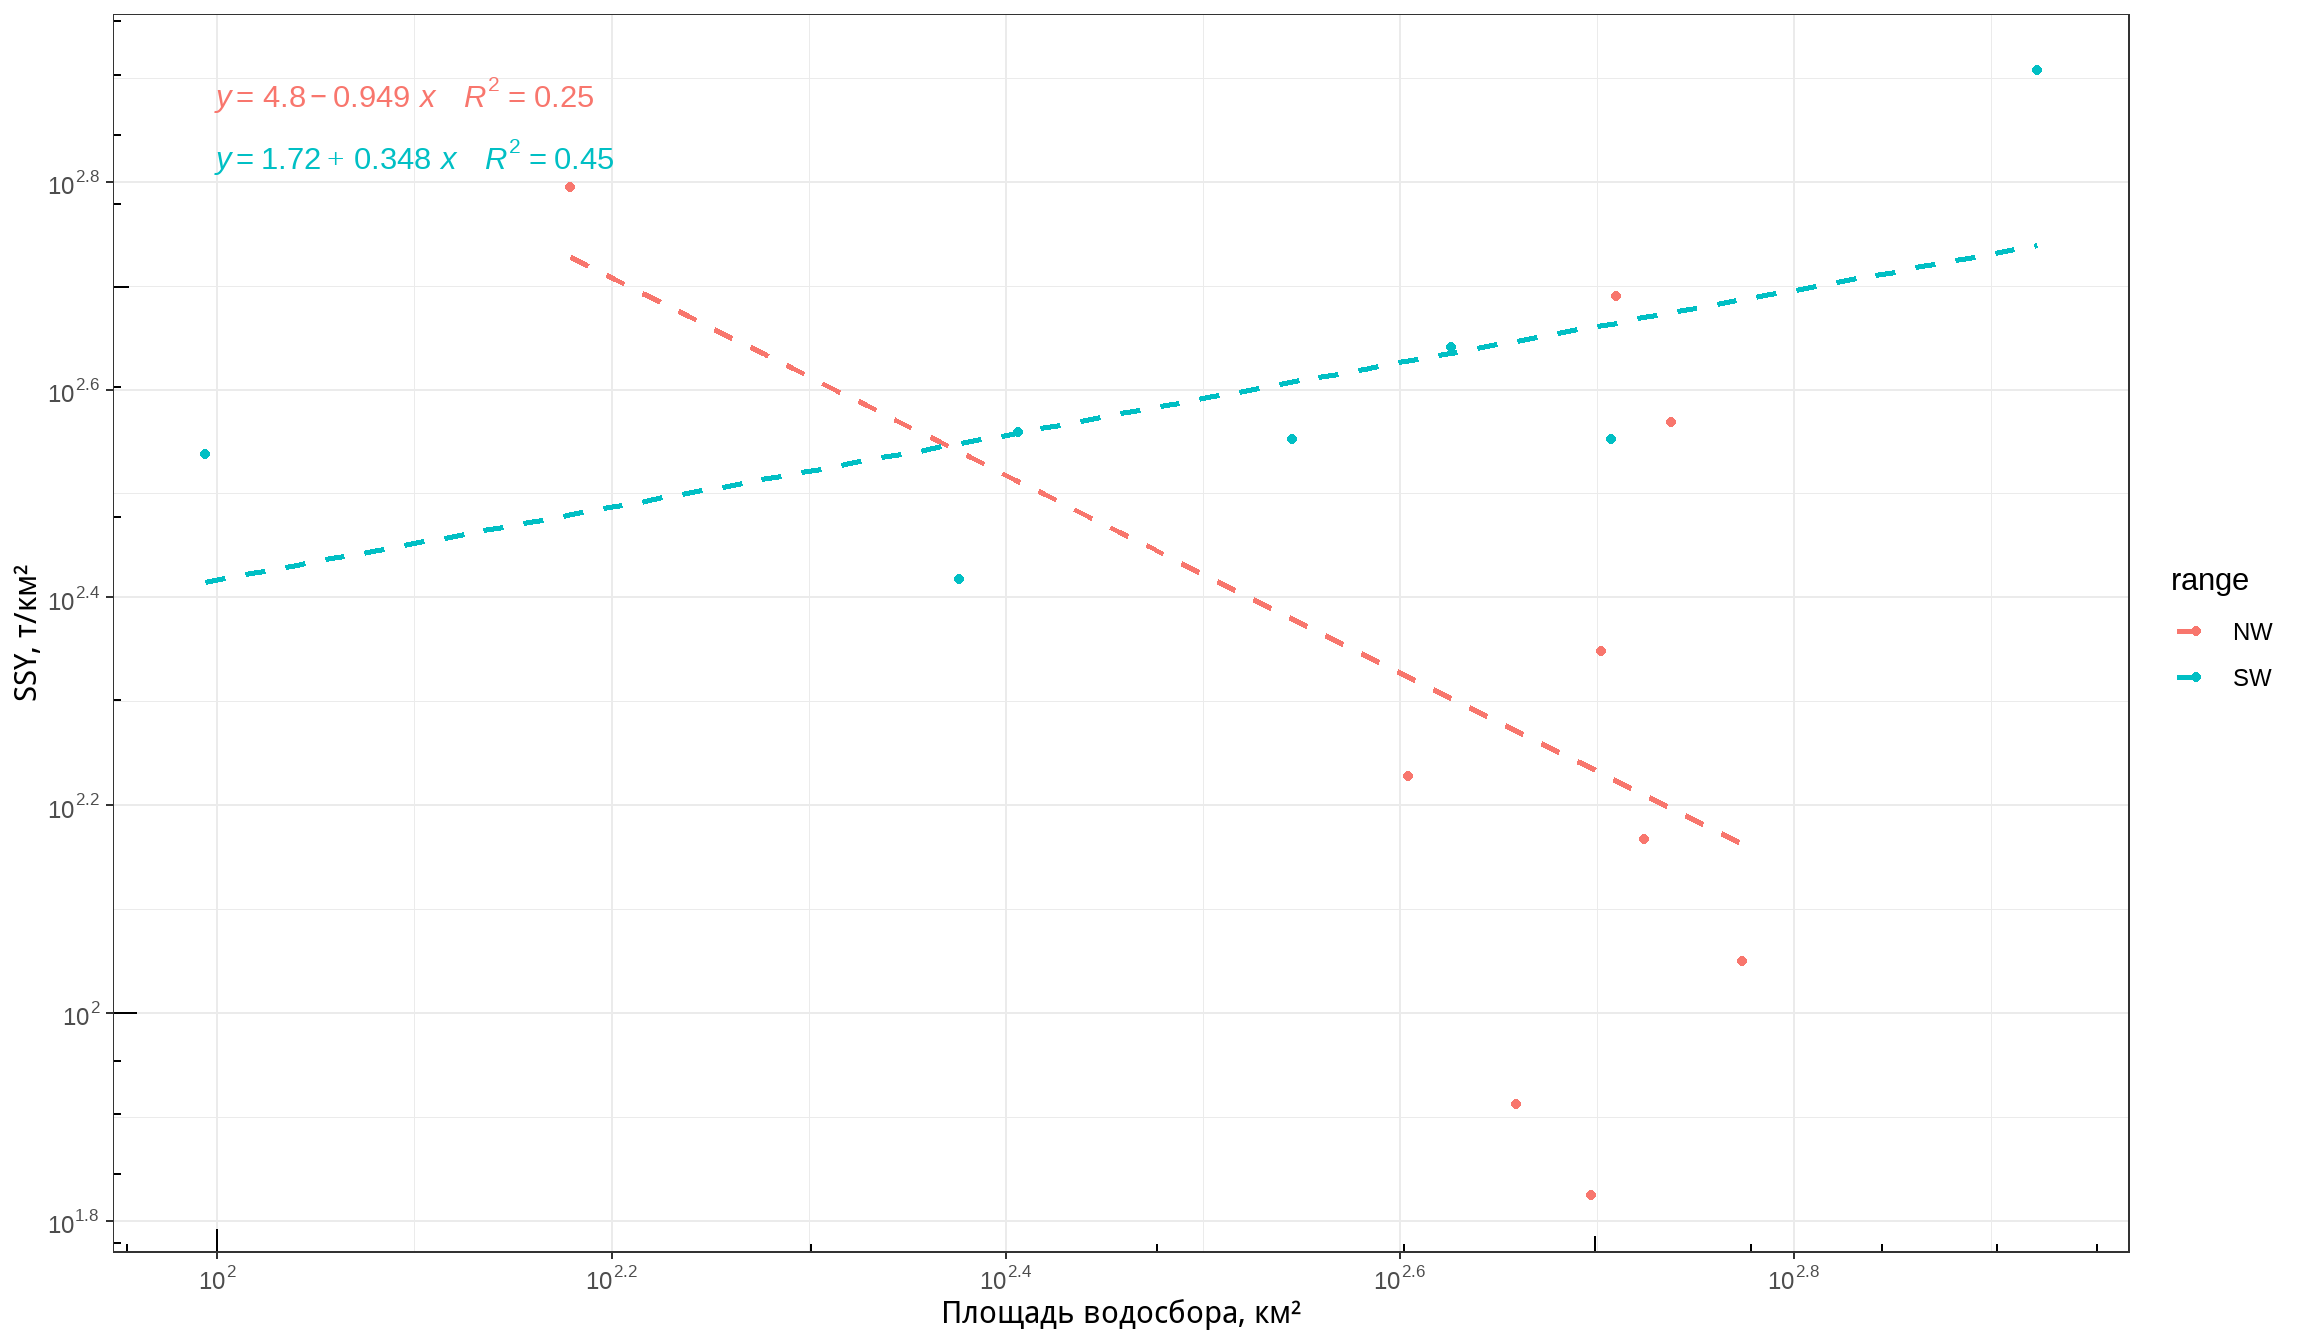 y = 4.8 − 0.949 x R² = 0.25
y = 1.72 + 0.348 x R² = 0.45
10^2.8
10^2.6
10^2.4
10^2.2
10^2
10^1.8
SSY, т/км²
10^2 10^2.2 10^2.4 10^2.6 10^2.8
Площадь водосбора, км²
range
NW
SW